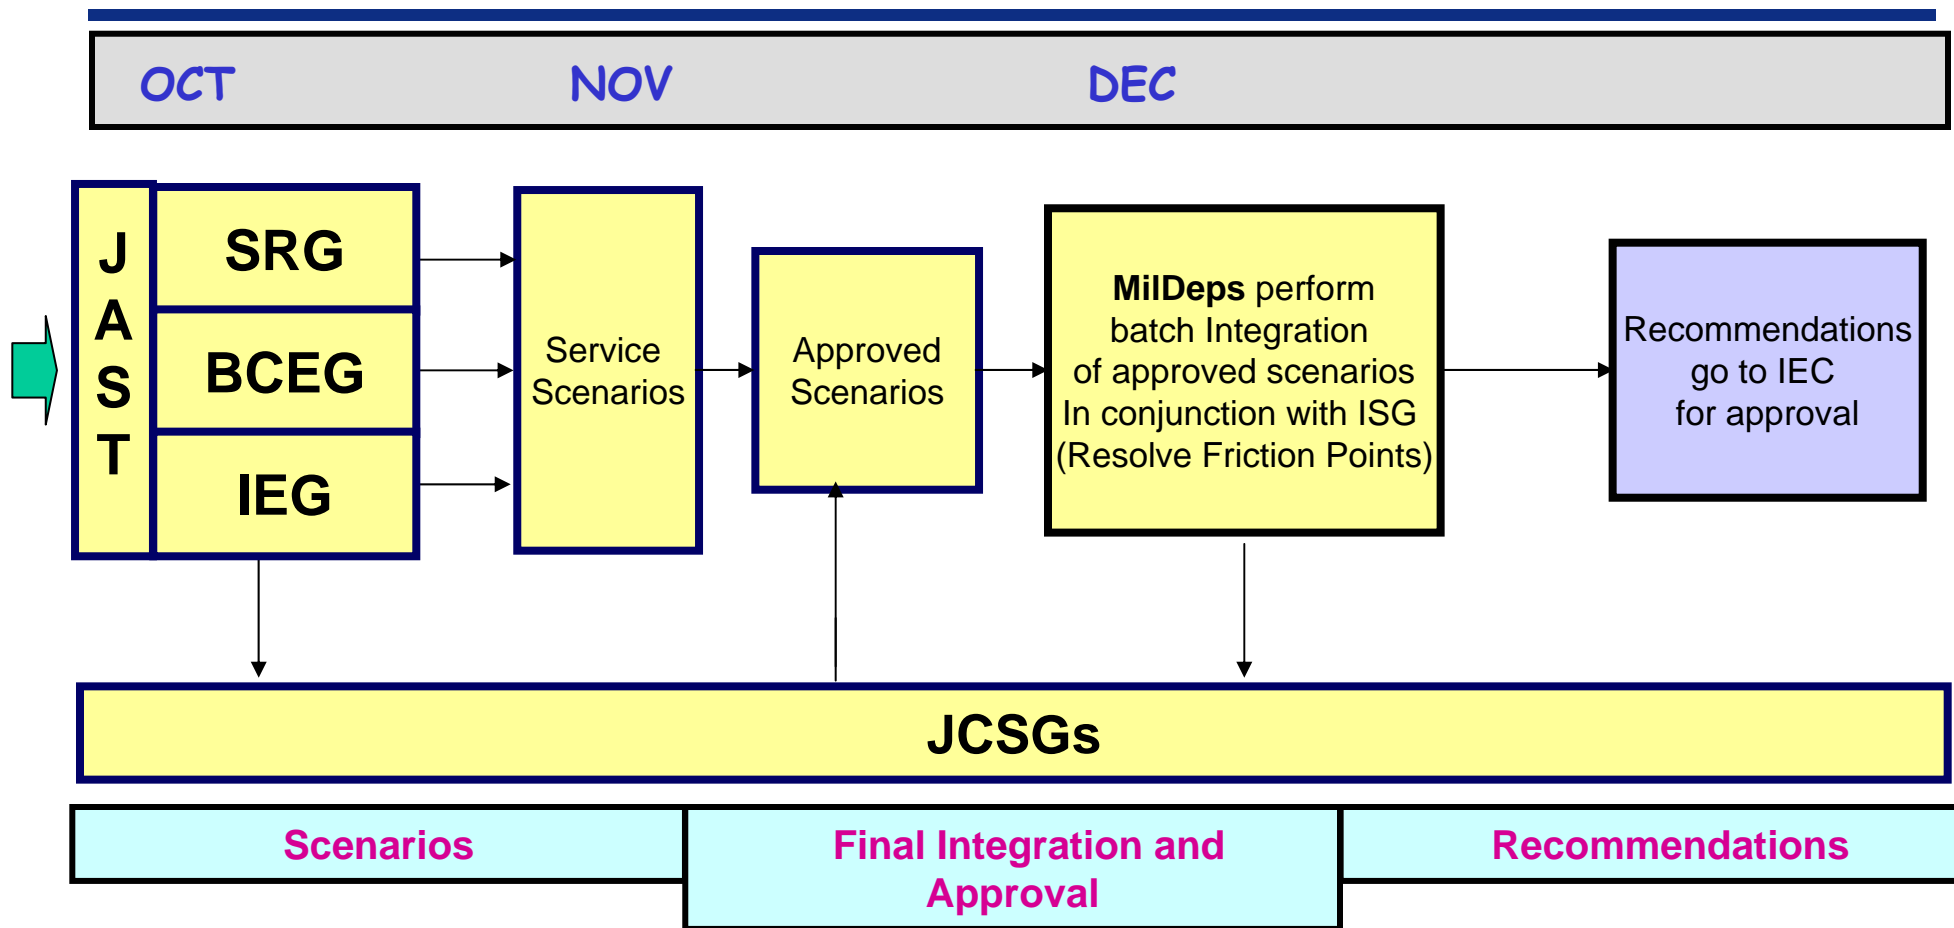 OCT NOV DEC
JAST
SRG
BCEG
IEG
Service
Scenarios
Approved
Scenarios
MilDeps perform
batch Integration
of approved scenarios
In conjunction with ISG
(Resolve Friction Points)
Recommendations
go to IEC
for approval
JCSGs
Scenarios
Final Integration and
Approval
Recommendations